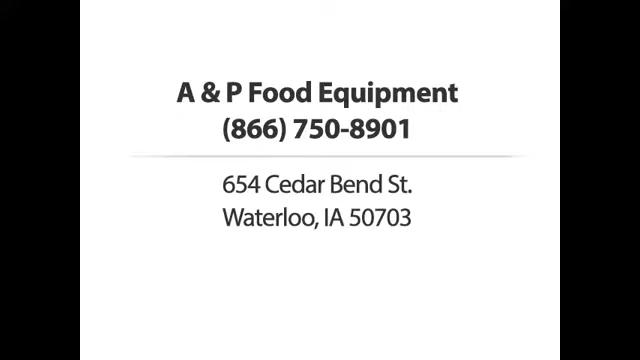 A & P Food Equipment
(866) 750-8901
654 Cedar Bend St.
Waterloo, IA 50703